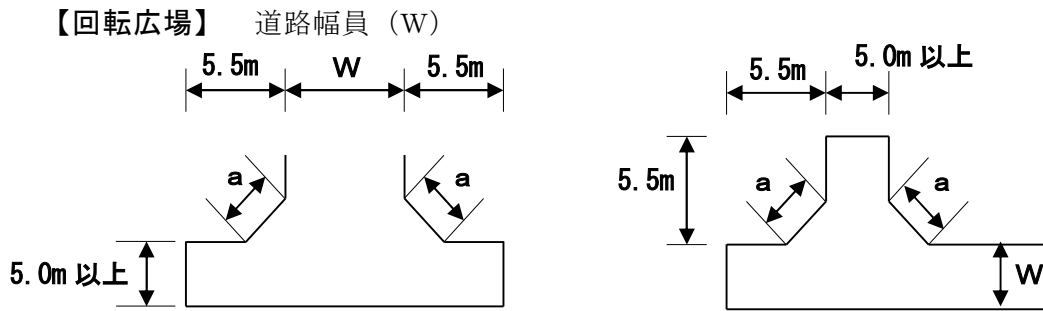 【回転広場】 道路幅員（W）
5.5m W 5.5m
5.5m 5.0m 以上
a a
5.0m 以上
5.5m
a a
W